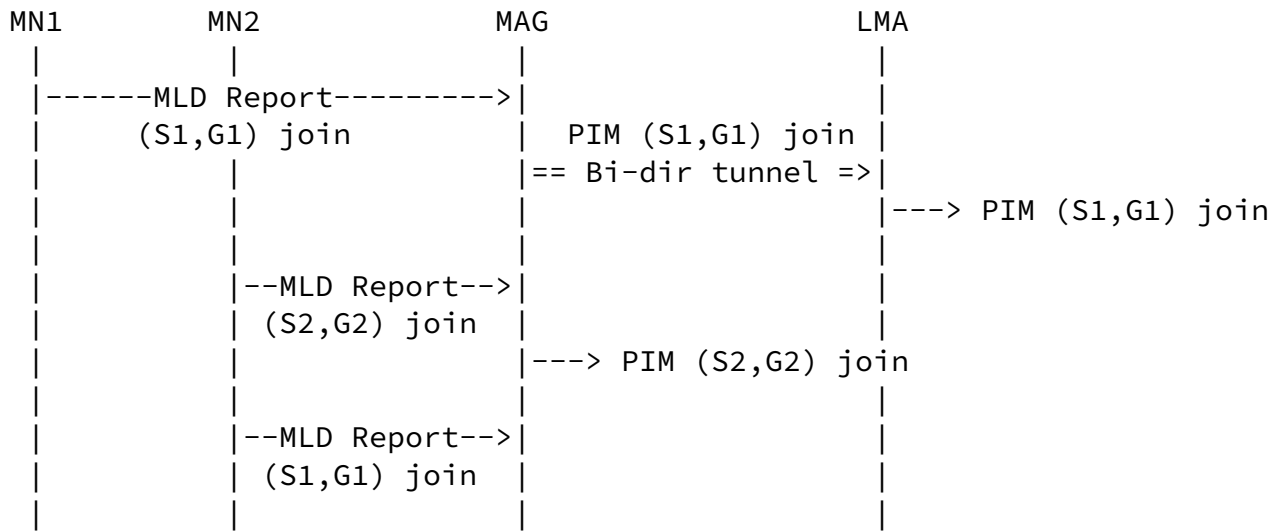 MN1 MN2 MAG LMA
MLD Report
(S1,G1) join PIM (S1,G1) join
== Bi-dir tunnel =>
---> PIM (S1,G1) join
--MLD Report-->
(S2,G2) join
---> PIM (S2,G2) join
--MLD Report-->
(S1,G1) join